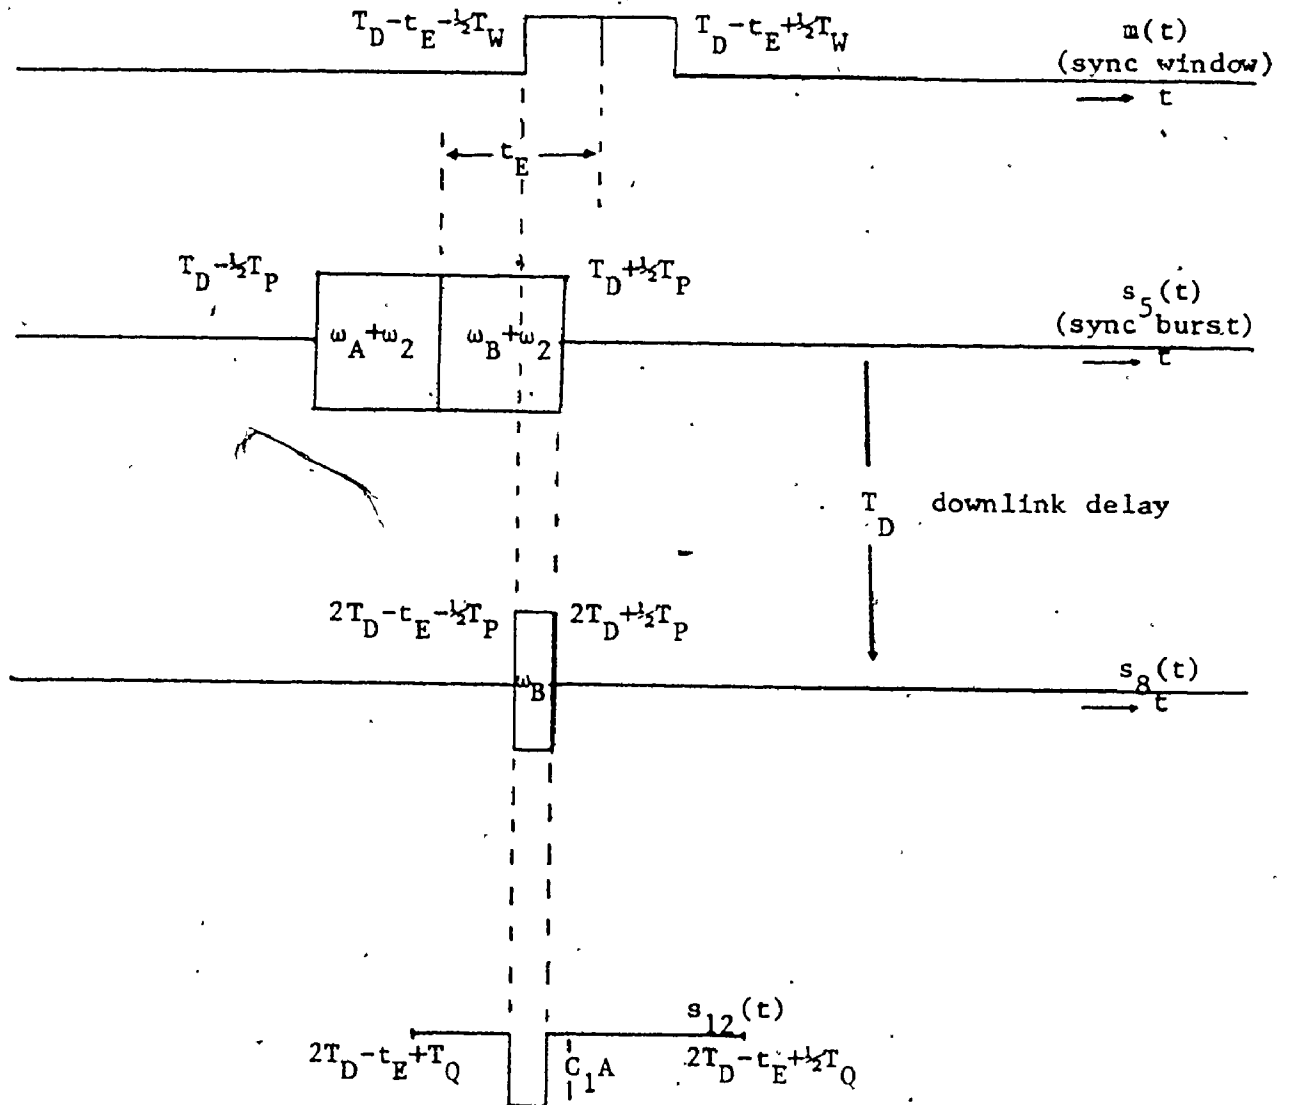 T_D-t_E-½T_W
T_D-t_E+½T_W
m(t)
(sync window)
t
t_E
T_D-½T_P
T_D+½T_P
s_5(t)
(sync burst)
t
ω_A+ω_2
ω_B+ω_2
T_D downlink delay
2T_D-t_E-½T_P
2T_D+½T_P
s_8(t)
t
ω_B
s_12(t)
2T_D-t_E+T_Q
C_1A
2T_D-t_E+½T_Q